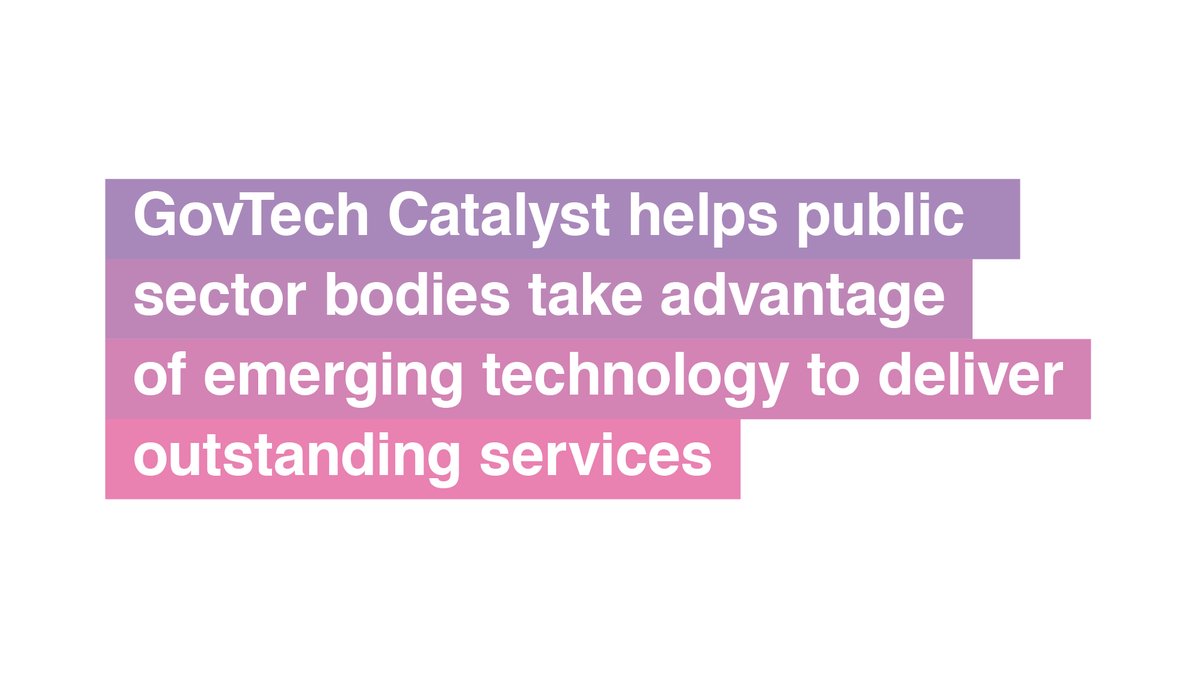 GovTech Catalyst helps public
sector bodies take advantage
of emerging technology to deliver
outstanding services